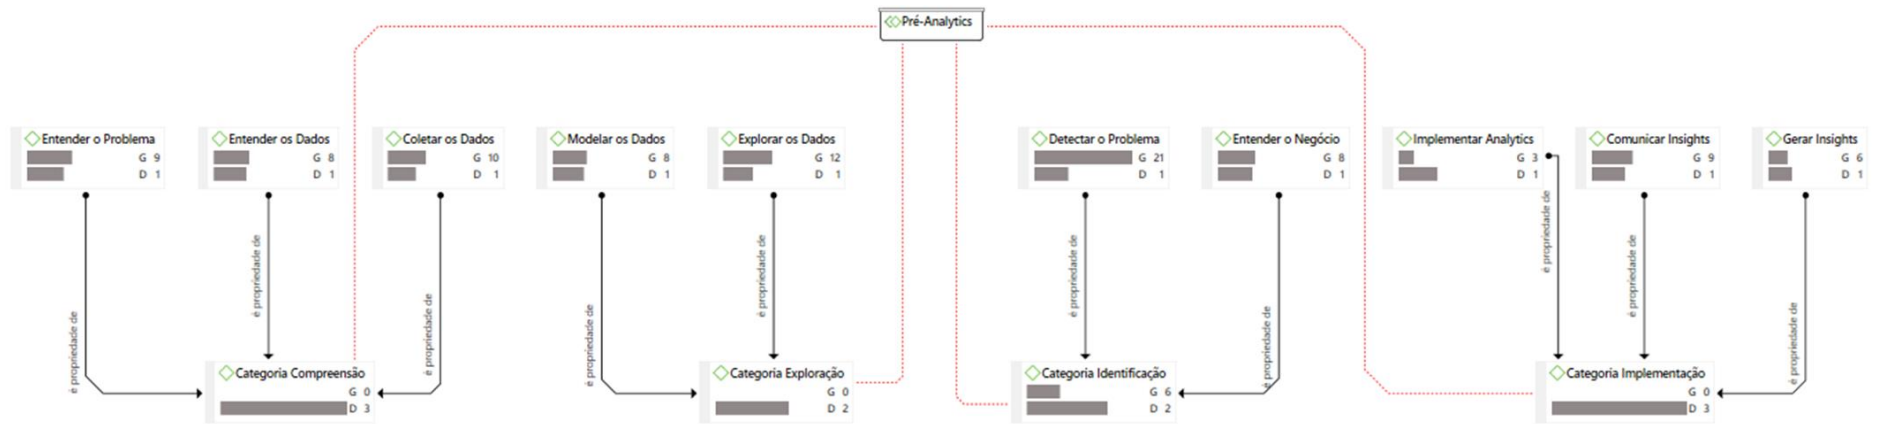 Pré-Analytics
Entender o Problema
G 9
D 1
Entender os Dados
G 8
D 1
Coletar os Dados
G 10
D 1
Modelar os Dados
G 8
D 1
Explorar os Dados
G 12
D 1
Detectar o Problema
G 21
D 1
Entender o Negócio
G 8
D 1
Implementar Analytics
G 3
D 1
Comunicar Insights
G 9
D 1
Gerar Insights
G 6
D 1
é propriedade de
é propriedade de
é propriedade de
é propriedade de
é propriedade de
é propriedade de
é propriedade de
é propriedade de
é propriedade de
é propriedade de
Categoria Compreensão
G 0
D 3
Categoria Exploração
G 0
D 2
Categoria Identificação
G 6
D 2
Categoria Implementação
G 0
D 3